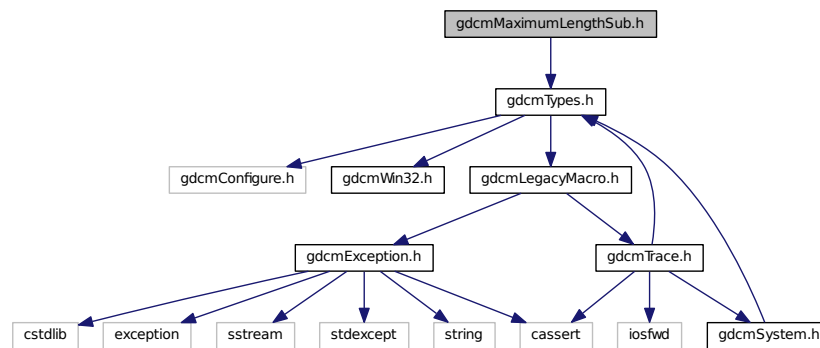 gdcmMaximumLengthSub.h
gdcmTypes.h
gdcmConfigure.h
gdcmWin32.h
gdcmLegacyMacro.h
gdcmException.h
gdcmTrace.h
cstdlib
exception
sstream
stdexcept
string
cassert
iosfwd
gdcmSystem.h